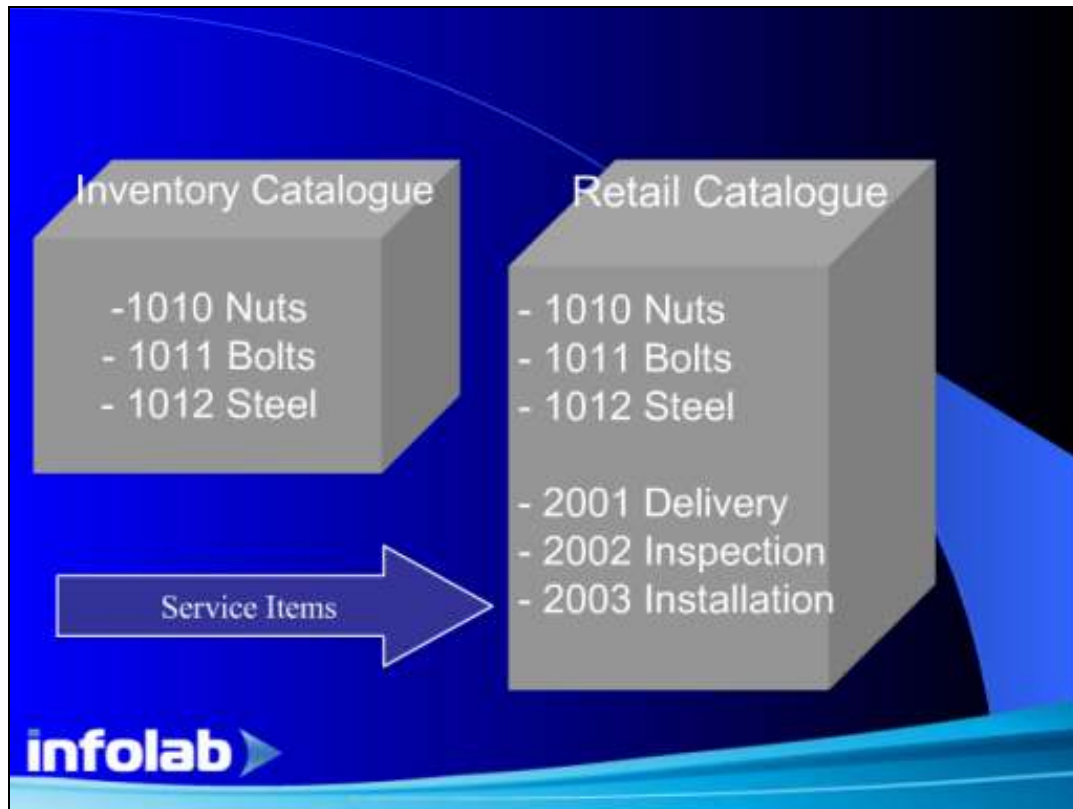 Inventory Catalogue
-1010 Nuts
- 1011 Bolts
- 1012 Steel
Retail Catalogue
- 1010 Nuts
- 1011 Bolts
- 1012 Steel
- 2001 Delivery
- 2002 Inspection
- 2003 Installation
Service Items
infolab